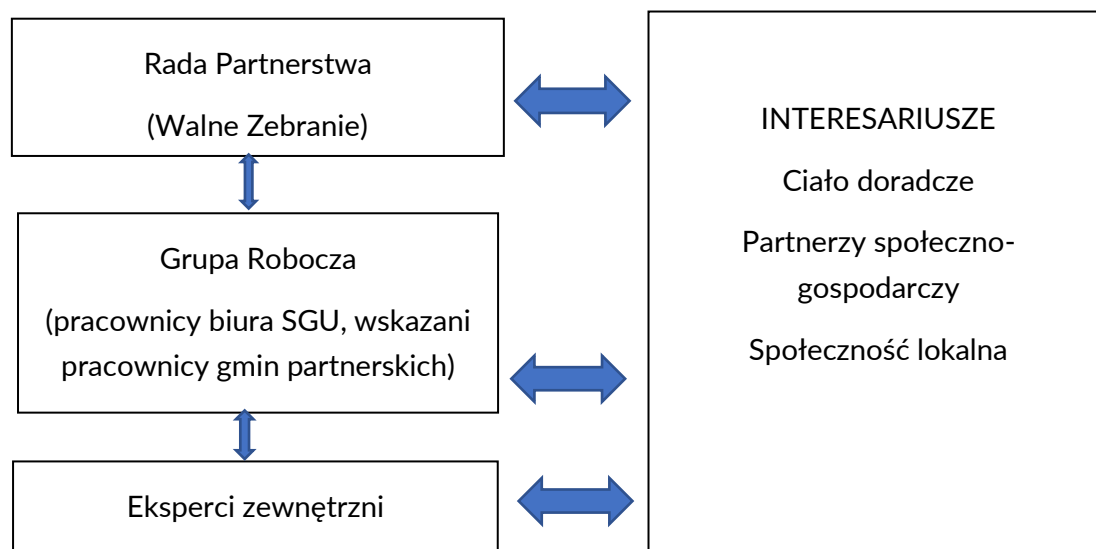 Rada Partnerstwa
(Walne Zebranie)
Grupa Robocza
(pracownicy biura SGU, wskazani
pracownicy gmin partnerskich)
Eksperci zewnętrzni
INTERESARIUSZE
Ciało doradcze
Partnerzy społeczno-
gospodarczy
Społeczność lokalna